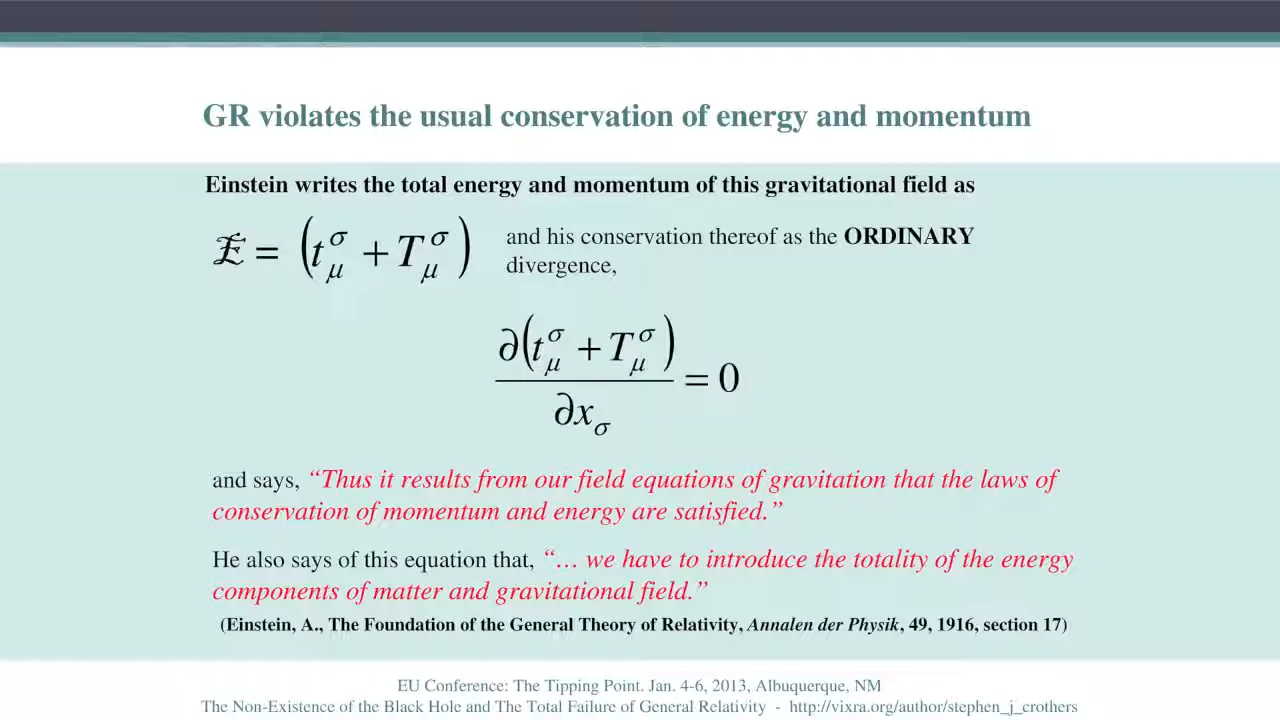 GR violates the usual conservation of energy and momentum
Einstein writes the total energy and momentum of this gravitational field as
ℰ = (t_μ^σ + T_μ^σ) and his conservation thereof as the ORDINARY
divergence,
∂(t_μ^σ + T_μ^σ)
/∂x_σ = 0
and says, “Thus it results from our field equations of gravitation that the laws of
conservation of momentum and energy are satisfied.”
He also says of this equation that, “… we have to introduce the totality of the energy
components of matter and gravitational field.”
(Einstein, A., The Foundation of the General Theory of Relativity, Annalen der Physik, 49, 1916, section 17)
EU Conference: The Tipping Point. Jan. 4-6, 2013, Albuquerque, NM
The Non-Existence of the Black Hole and The Total Failure of General Relativity - http://vixra.org/author/stephen_j_crothers